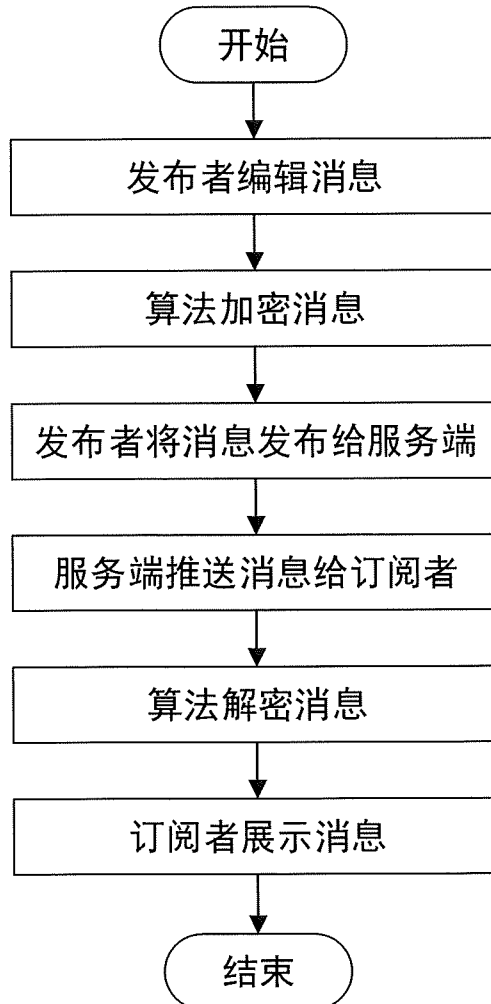 开始
发布者编辑消息
算法加密消息
发布者将消息发布给服务端
服务端推送消息给订阅者
算法解密消息
订阅者展示消息
结束